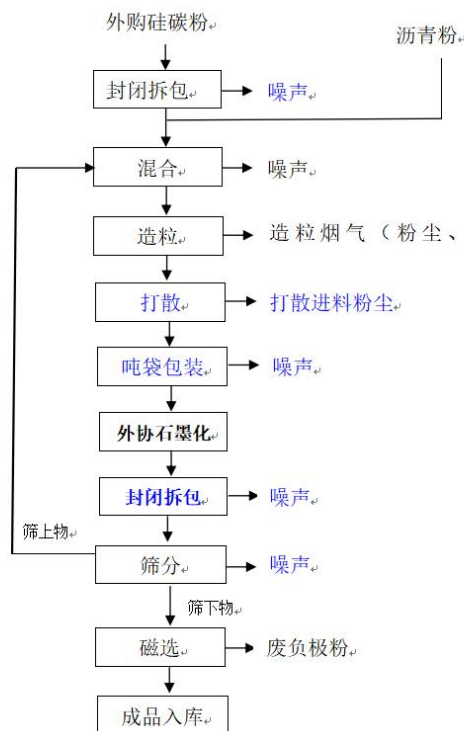 外购硅碳粉
沥青粉
封闭拆包
噪声
混合
噪声
造粒
造粒烟气（粉尘、
打散
打散进料粉尘
吨袋包装
噪声
外协石墨化
封闭拆包
噪声
筛上物
筛分
噪声
筛下物
磁选
废负极粉
成品入库